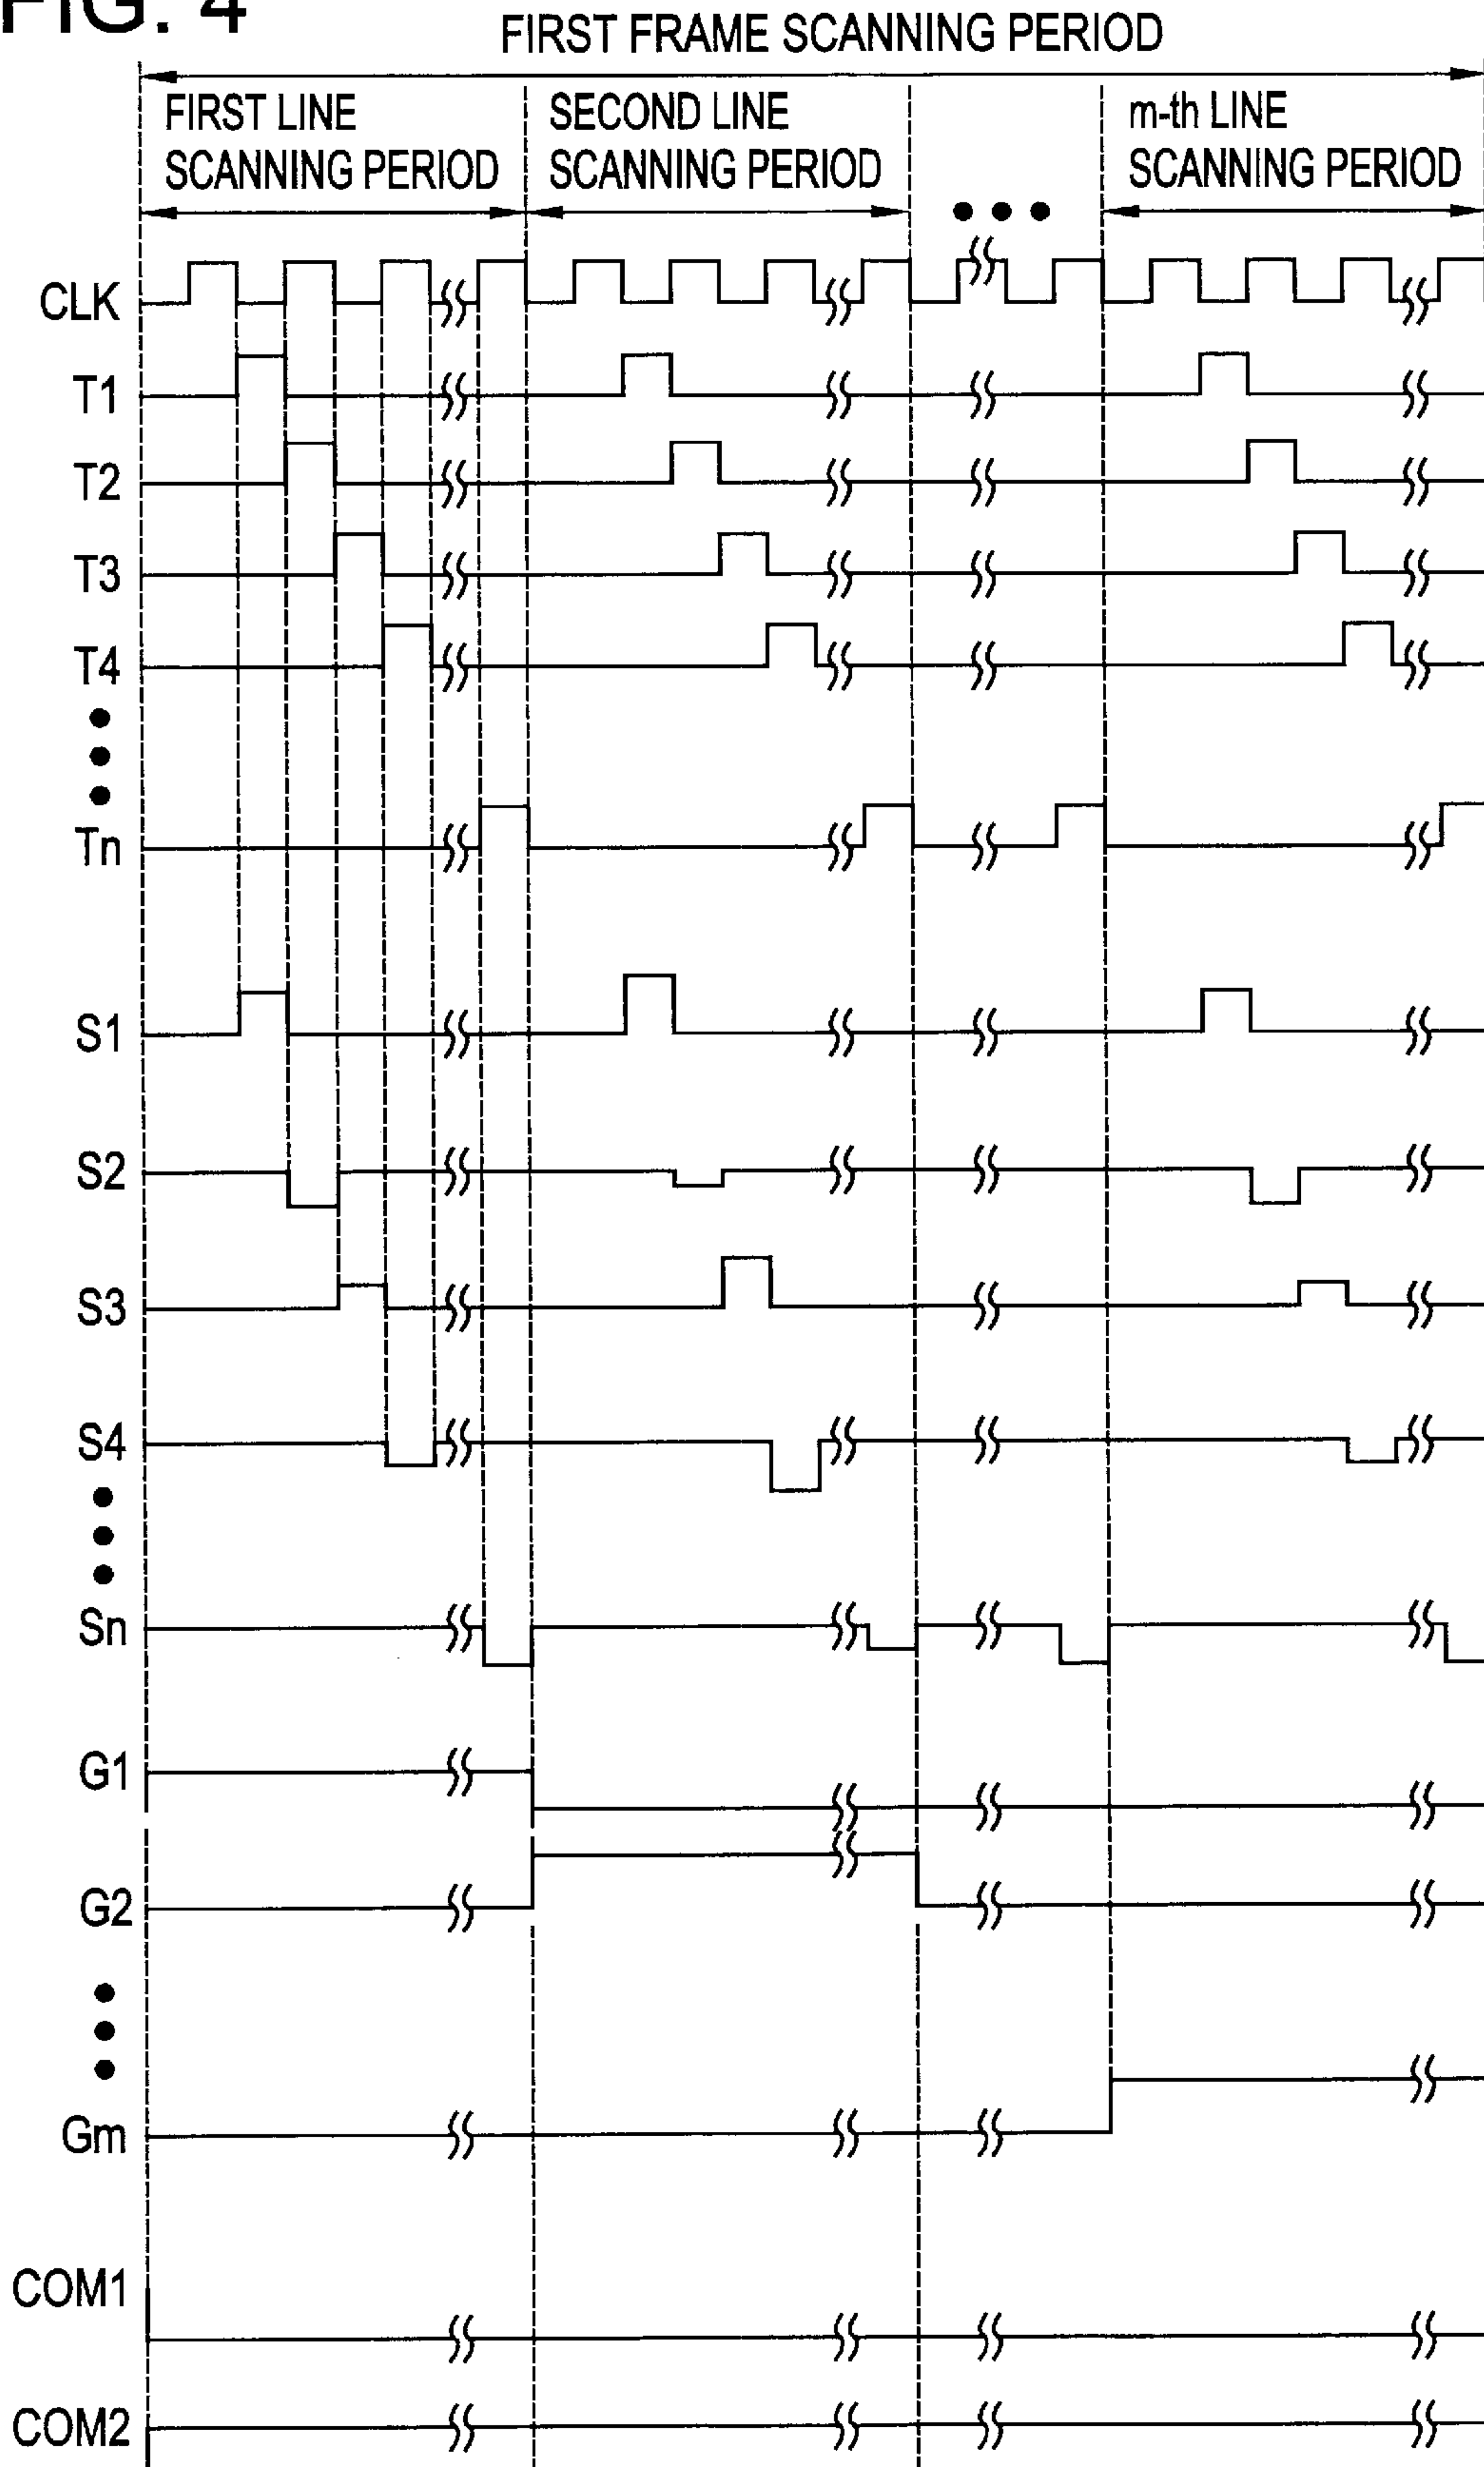 FIG. 4
FIRST FRAME SCANNING PERIOD
FIRST LINE
SCANNING PERIOD
SECOND LINE
SCANNING PERIOD
m-th LINE
SCANNING PERIOD
CLK
T1
T2
T3
T4
Tn
S1
S2
S3
S4
Sn
G1
G2
Gm
COM1
COM2